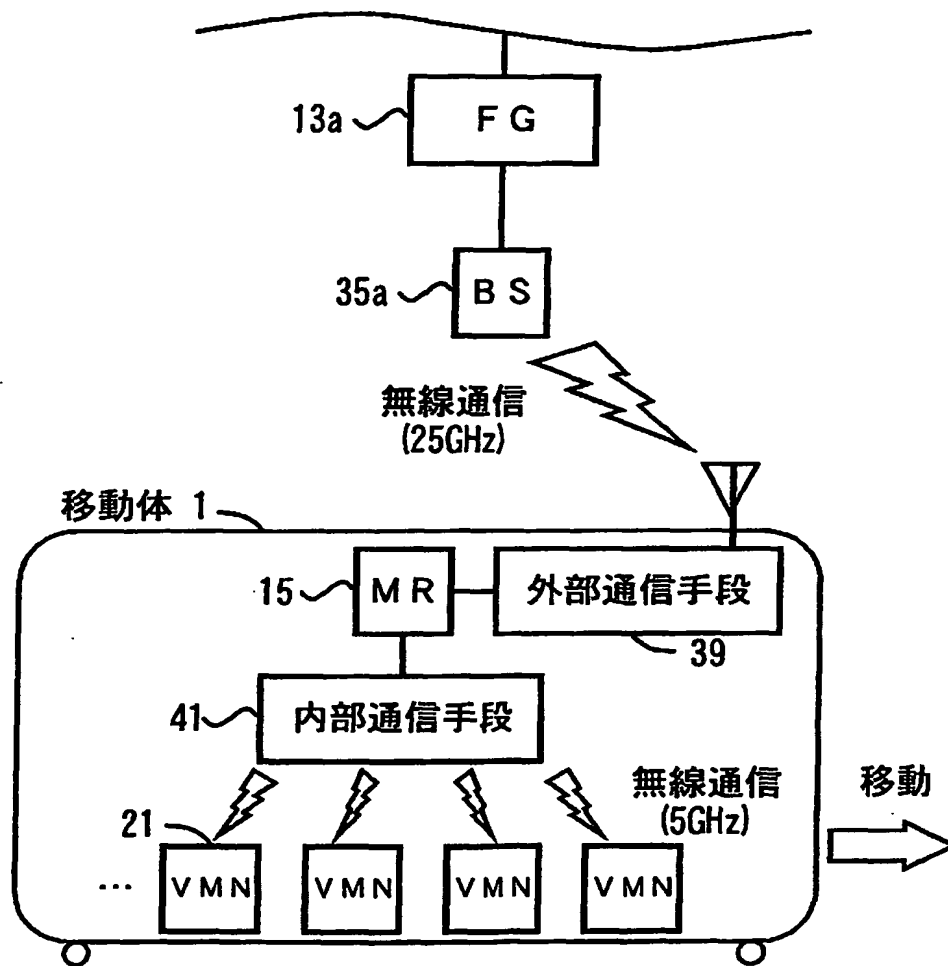 13a
FG
35a
BS
無線通信
(25GHz)
移動体 1
15
MR
外部通信手段
39
41
内部通信手段
無線通信
(5GHz)
移動
21
… VMN VMN VMN VMN